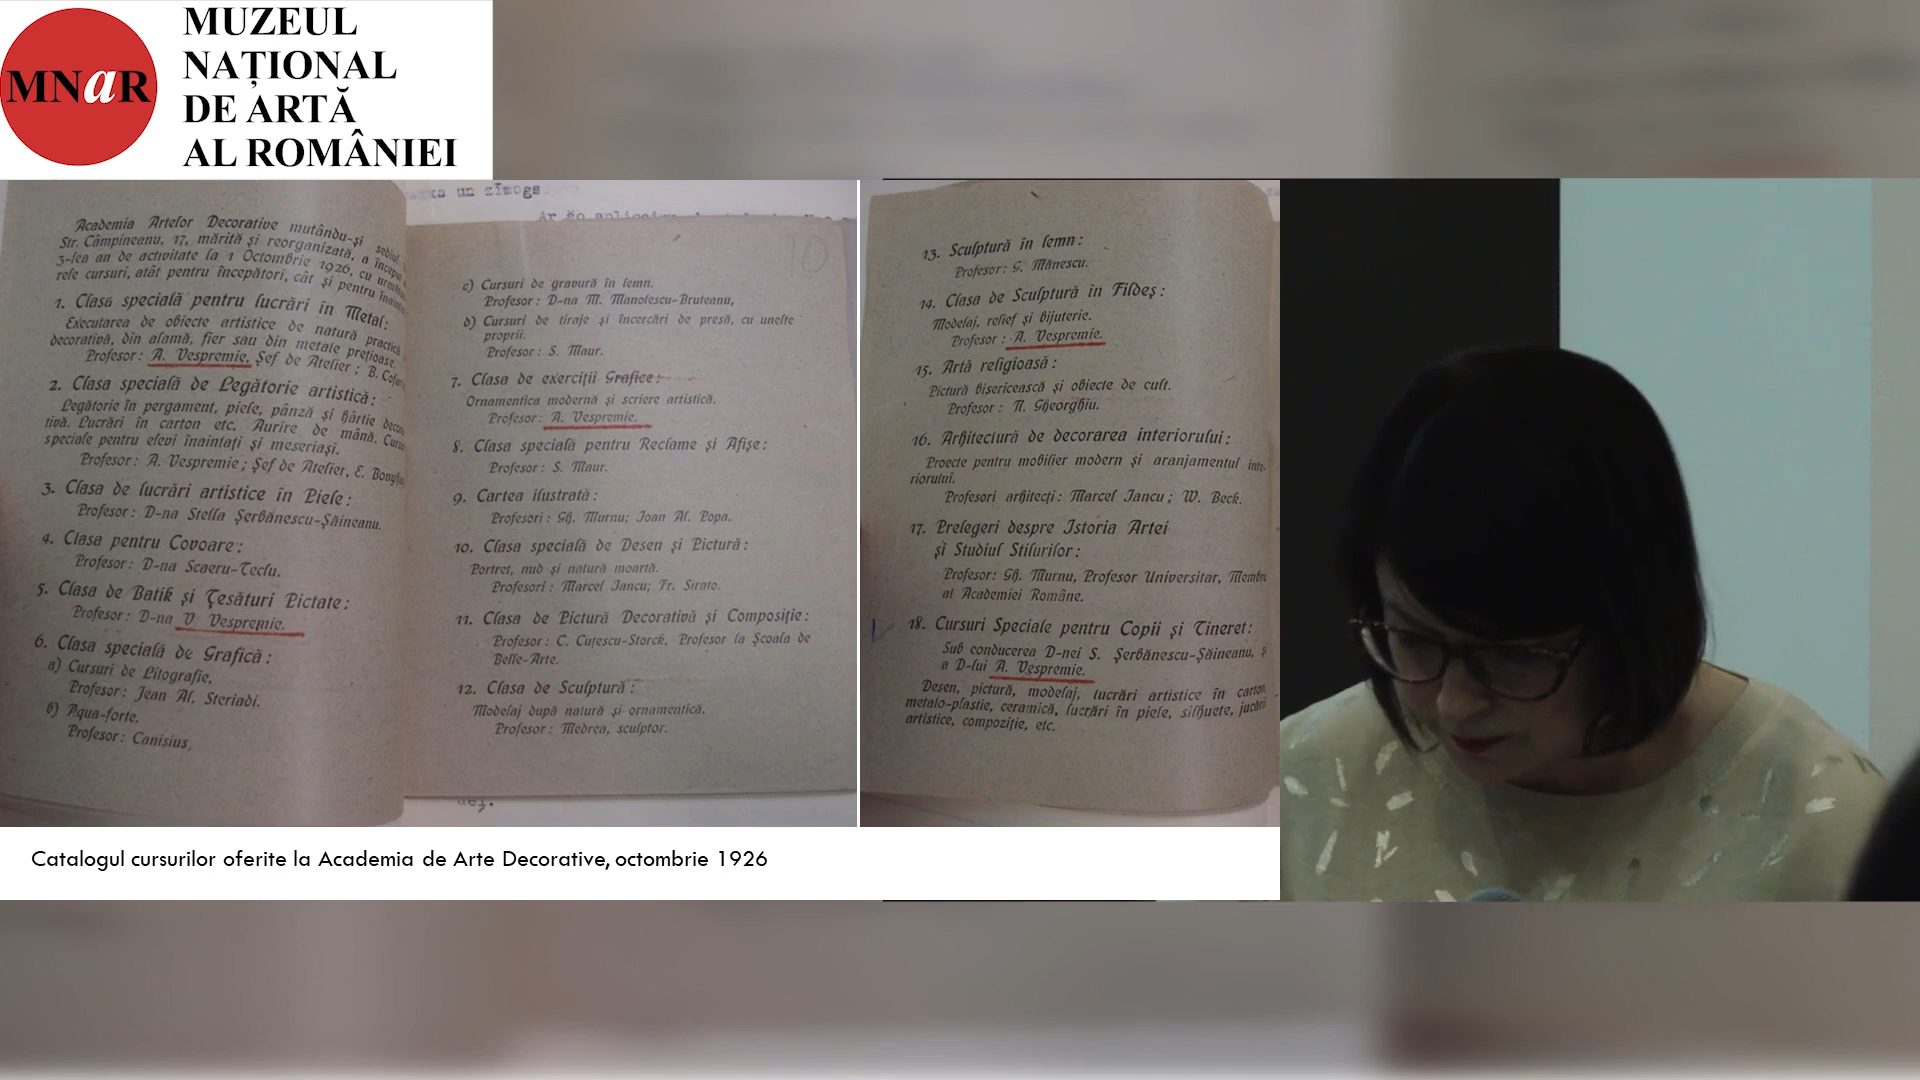 MUZEUL
NAȚIONAL
DE ARTĂ
AL ROMÂNIEI
MNaR
un zimogs
Academia Artelor Decorative mutându-și sediul
Str. Câmpineanu, 17, mărită și reorganizată, a început
3-lea an de activitate la 1 Octombrie 1926, cu
rele cursuri, atât pentru începători, cât și pentru
1. Clasa specială pentru lucrări în Metal:
Executarea de obiecte artistice de natură practică
decorativă, din alamă, fier sau din metale prețioase.
Profesor: A. Vespremie, Șef de Atelier; B.
2. Clasa specială de Legătorie artistică:
Legătorie în pergament, piele, pânză și hârtie
tivă. Lucrări în carton etc. Aurire de mână.
speciale pentru elevi înaintați și meseriași.
Profesor: A. Vespremie; Șef de Atelier, E.
3. Clasa de lucrări artistice în Piele:
Profesor: D-na Stella Șerbănescu-Șăineanu.
4. Clasa pentru Covoare:
Profesor: D-na Scaeru-Teclu.
5. Clasa de Batik și Țesături Pictate:
Profesor: D-na V Vespremie.
6. Clasa specială de Grafică:
a) Cursuri de Litografie.
Profesor: Jean Al. Steriadi.
b) Aqua-forte.
Profesor: Canisius,
10
c) Cursuri de gravură în lemn.
Profesor: D-na M. Manolescu-Bruteanu,
d) Cursuri de tiraje și încercări de presă, cu unelte
proprii.
Profesor: S. Maur.
7. Clasa de exerciții Grafice:
Ornamentica modernă și scriere artistică.
Profesor: A. Vespremie.
8. Clasa specială pentru Reclame și Afișe:
Profesor: S. Maur.
9. Cartea ilustrată:
Profesori: Gh. Murnu; Ioan Al. Popa.
10. Clasa specială de Desen și Pictură:
Portret, nud și natură moartă.
Profesori: Marcel Iancu; Fr. Sirato.
11. Clasa de Pictură Decorativă și Compoziție:
Profesor: C. Cuțescu-Storck, Profesor la Școala de
Belle-Arte.
12. Clasa de Sculptură:
Modelaj după natură și ornamentică.
Profesor: Medrea, sculptor.
13. Sculptură în lemn:
Profesor: G. Mănescu.
14. Clasa de Sculptură în Fildeș:
Modelaj, relief și bijuterie.
Profesor: A. Vespremie.
15. Artă religioasă:
Pictură bisericească și obiecte de cult.
Profesor: N. Gheorghiu.
16. Arhitectură de decorarea interiorului:
Proecte pentru mobilier modern și aranjamentul inte-
riorului.
Profesori arhitecți: Marcel Iancu; W. Beck.
17. Prelegeri despre Istoria Artei
și Studiul Stilurilor:
Profesor: Gh. Murnu, Profesor Universitar, Membru
al Academiei Române.
18. Cursuri Speciale pentru Copii și Tineret:
Sub conducerea D-nei S. Șerbănescu-Șăineanu, ș
a D-lui A. Vespremie.
Desen, pictură, modelaj, lucrări artistice în carton,
metalo-plastie, ceramică, lucrări în piele, silhuete, jucării
artistice, compoziție, etc.
Catalogul cursurilor oferite la Academia de Arte Decorative, octombrie 1926